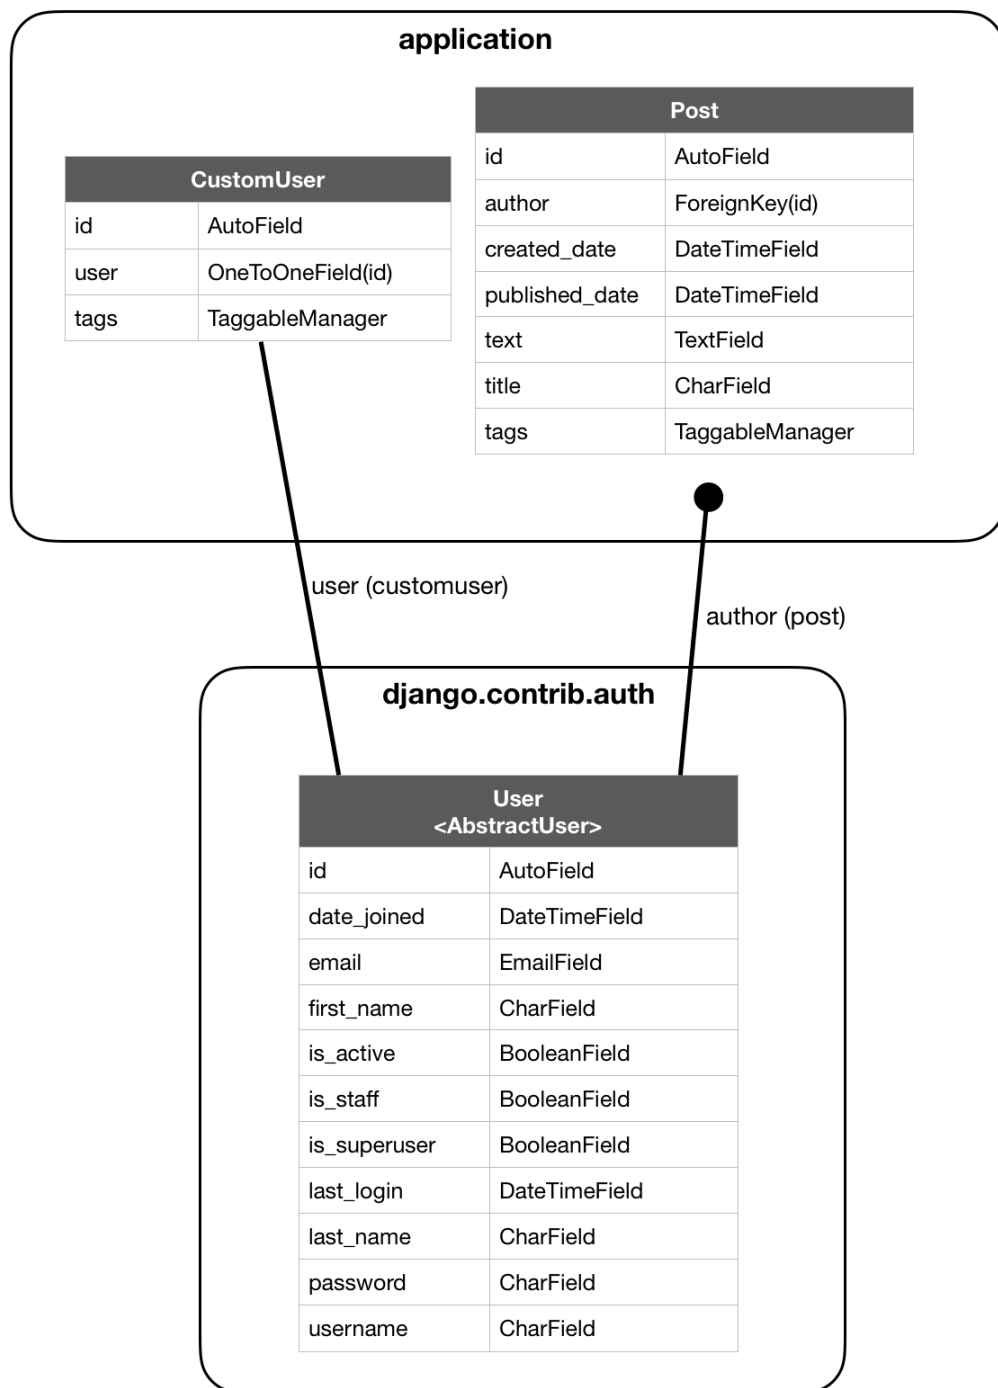 application
CustomUser
id AutoField
user OneToOneField(id)
tags TaggableManager
Post
id AutoField
author ForeignKey(id)
created_date DateTimeField
published_date DateTimeField
text TextField
title CharField
tags TaggableManager
user (customuser)
author (post)
django.contrib.auth
User
<AbstractUser>
id AutoField
date_joined DateTimeField
email EmailField
first_name CharField
is_active BooleanField
is_staff BooleanField
is_superuser BooleanField
last_login DateTimeField
last_name CharField
password CharField
username CharField